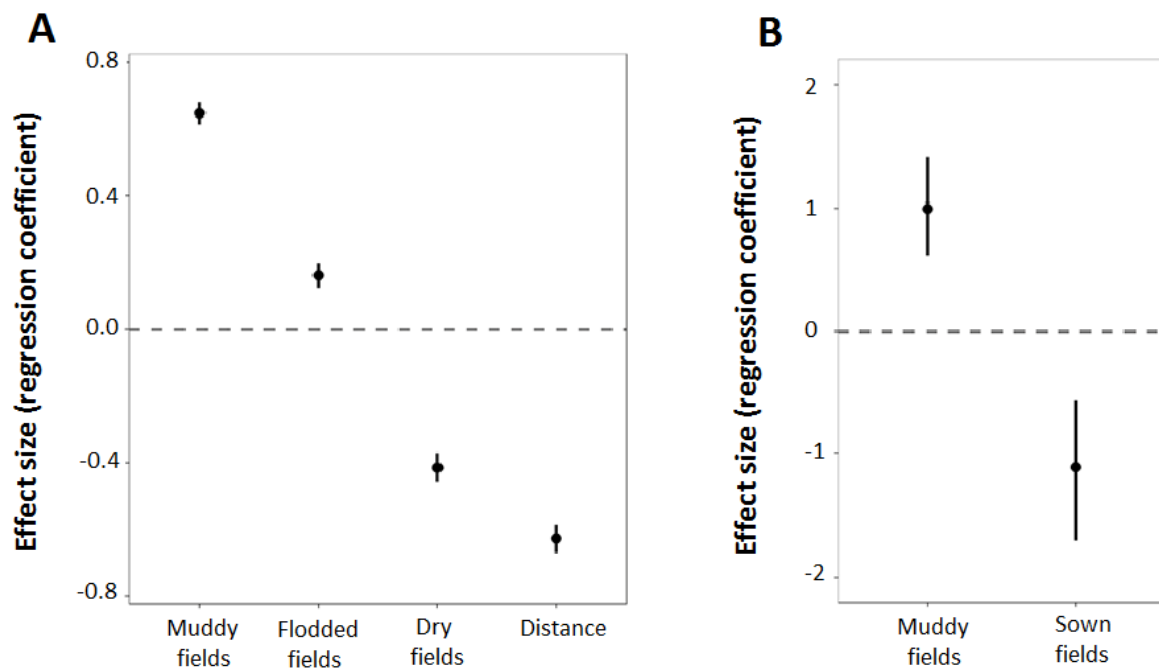 A
Effect size (regression coefficient)
0.8
0.4
0.0
-0.4
-0.8
Muddy fields
Flodded fields
Dry fields
Distance
B
Effect size (regression coefficient)
2
1
0
-1
-2
Muddy fields
Sown fields